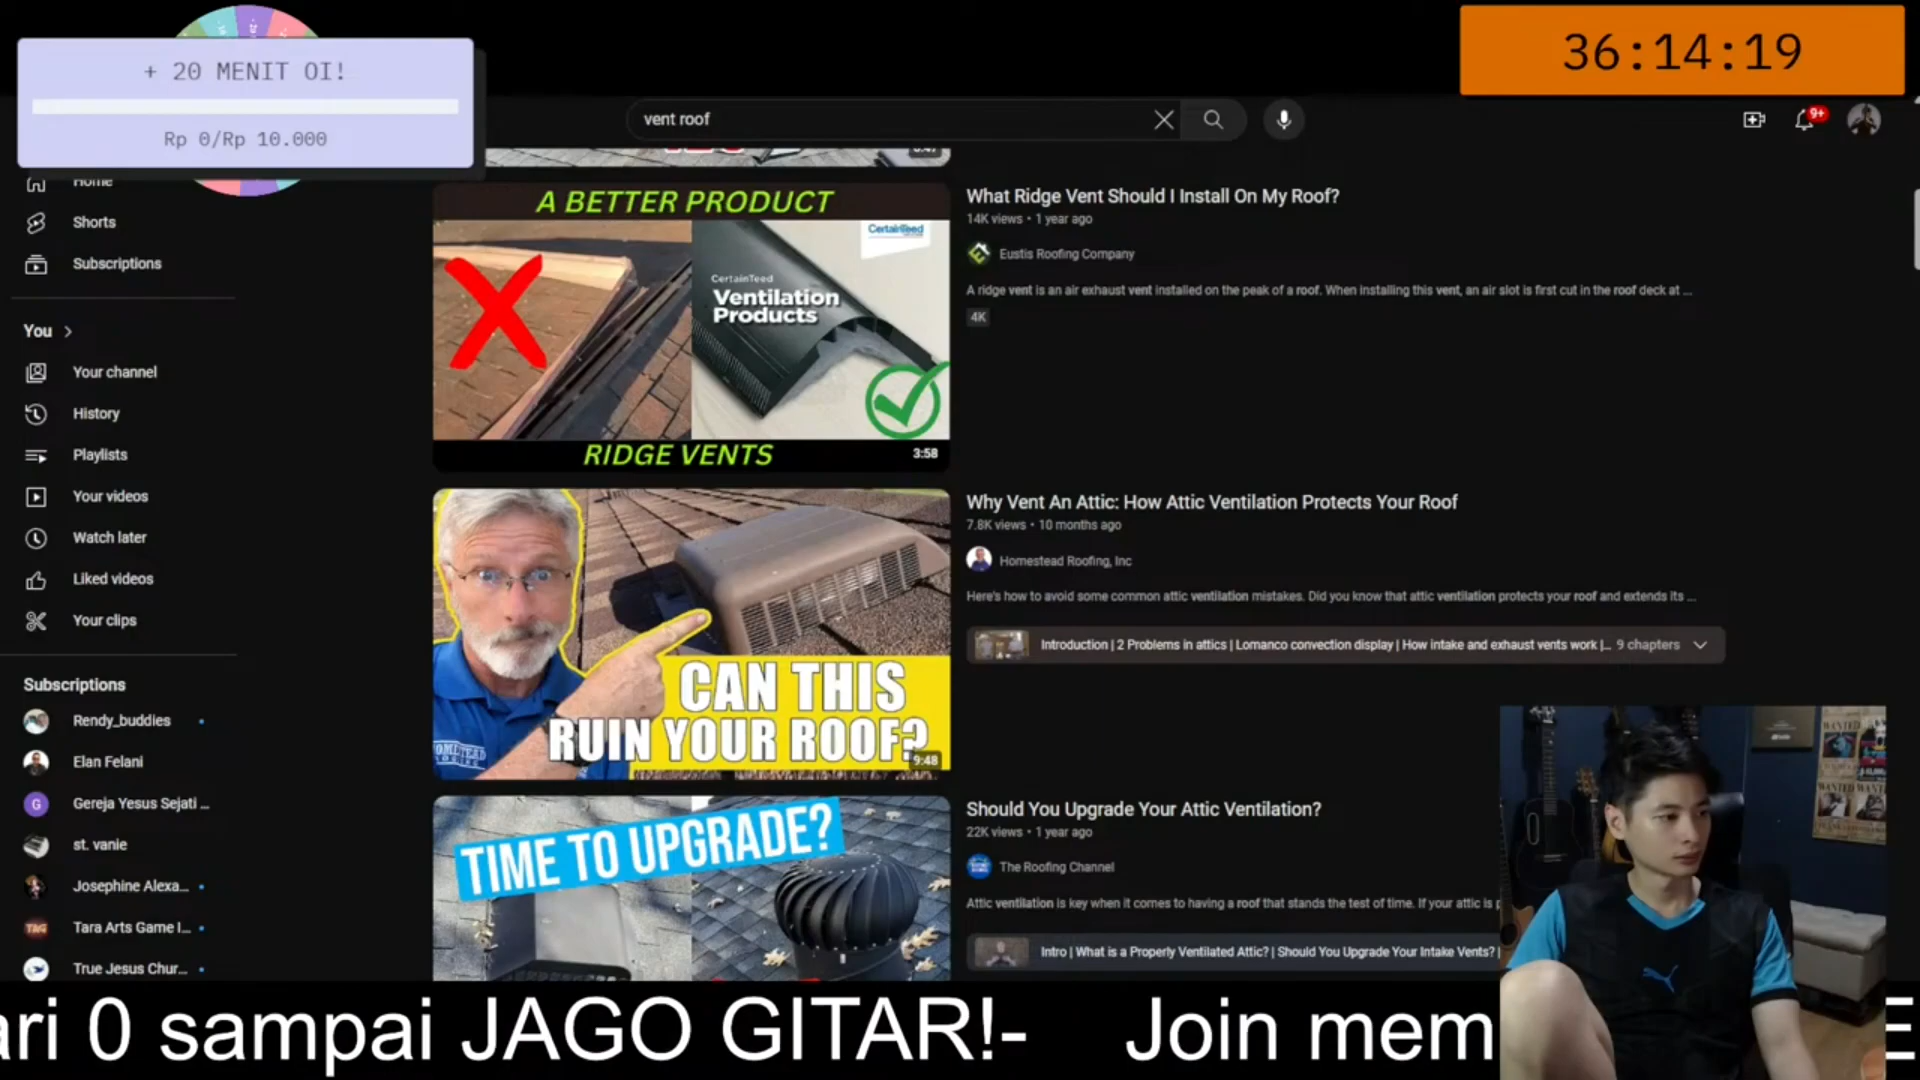 + 20 MENIT OI!
Rp 0/Rp 10.000
36:14:19
vent roof
9+
Home
Shorts
Subscriptions
You
Your channel
History
Playlists
Your videos
Watch later
Liked videos
Your clips
Subscriptions
Rendy_buddies
Elan Felani
G
Gereja Yesus Sejati ...
st. vanie
Josephine Alexa...
TAG
Tara Arts Game I...
True Jesus Chur...
A BETTER PRODUCT
CertainTeed
CertainTeed
Ventilation
Products
RIDGE VENTS
3:58
What Ridge Vent Should I Install On My Roof?
14K views • 1 year ago
Eustis Roofing Company
A ridge vent is an air exhaust vent installed on the peak of a roof. When installing this vent, an air slot is first cut in the roof deck at ...
4K
CAN THIS
RUIN YOUR ROOF?
9:48
Why Vent An Attic: How Attic Ventilation Protects Your Roof
7.8K views • 10 months ago
Homestead Roofing, Inc
Here's how to avoid some common attic ventilation mistakes. Did you know that attic ventilation protects your roof and extends its ...
Introduction | 2 Problems in attics | Lomanco convection display | How intake and exhaust vents work |... 9 chapters
TIME TO UPGRADE?
Should You Upgrade Your Attic Ventilation?
22K views • 1 year ago
The Roofing Channel
Attic ventilation is key when it comes to having a roof that stands the test of time. If your attic is
Intro | What is a Properly Ventilated Attic? | Should You Upgrade Your Intake Vents? |
WANTED
ari 0 sampai JAGO GITAR!- Join mem